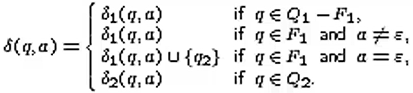 δ(q,a) = { δ₁(q,a) if q ∈ Q₁ − F₁,
δ₁(q,a) if q ∈ F₁ and a ≠ ε,
δ₁(q,a) ∪ {q₂} if q ∈ F₁ and a = ε,
δ₂(q,a) if q ∈ Q₂.